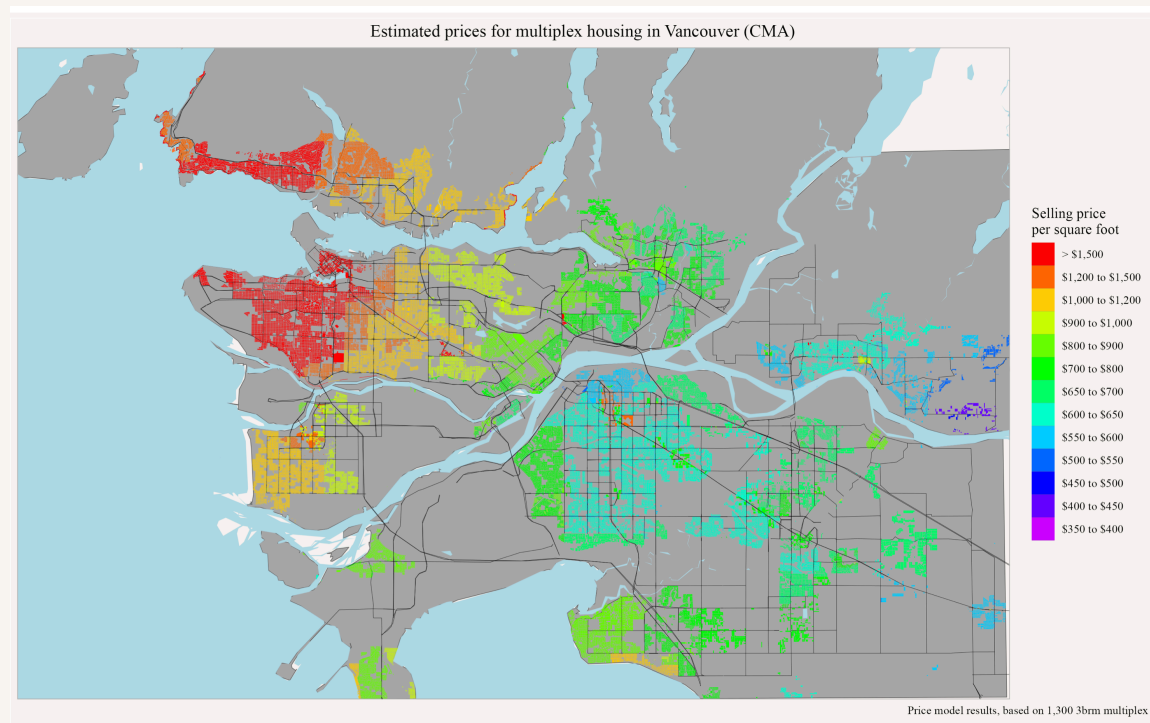 Estimated prices for multiplex housing in Vancouver (CMA)
Selling price
per square foot
> $1,500
$1,200 to $1,500
$1,000 to $1,200
$900 to $1,000
$800 to $900
$700 to $800
$650 to $700
$600 to $650
$550 to $600
$500 to $550
$450 to $500
$400 to $450
$350 to $400
Price model results, based on 1,300 3brm multiplex